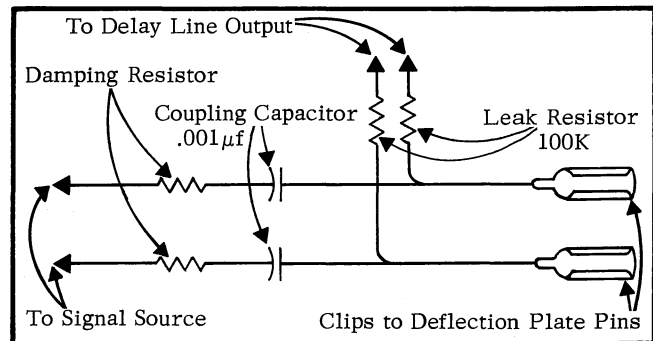 To Delay Line Output
Damping Resistor
Coupling Capacitor
.001μf
Leak Resistor
100K
To Signal Source
Clips to Deflection Plate Pins